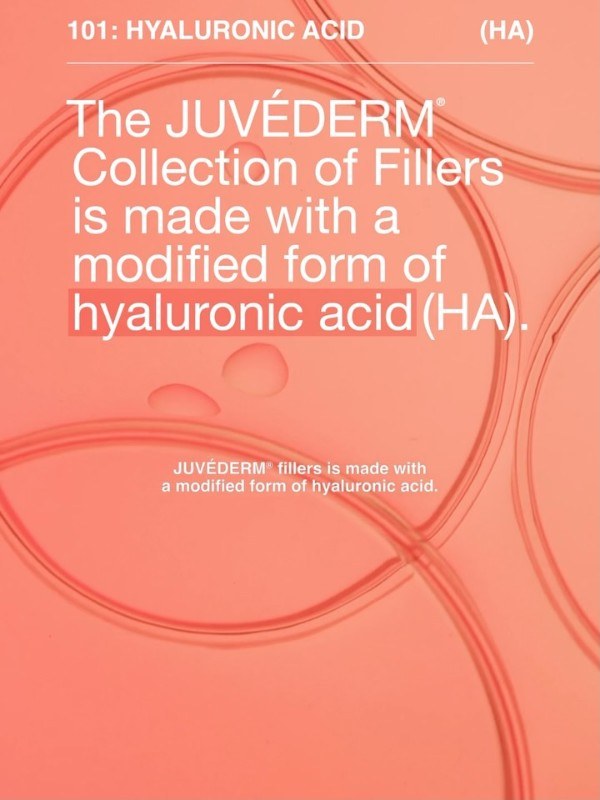 101: HYALURONIC ACID (HA)
The JUVÉDERM®
Collection of Fillers
is made with a
modified form of
hyaluronic acid (HA).
JUVÉDERM® fillers is made with
a modified form of hyaluronic acid.